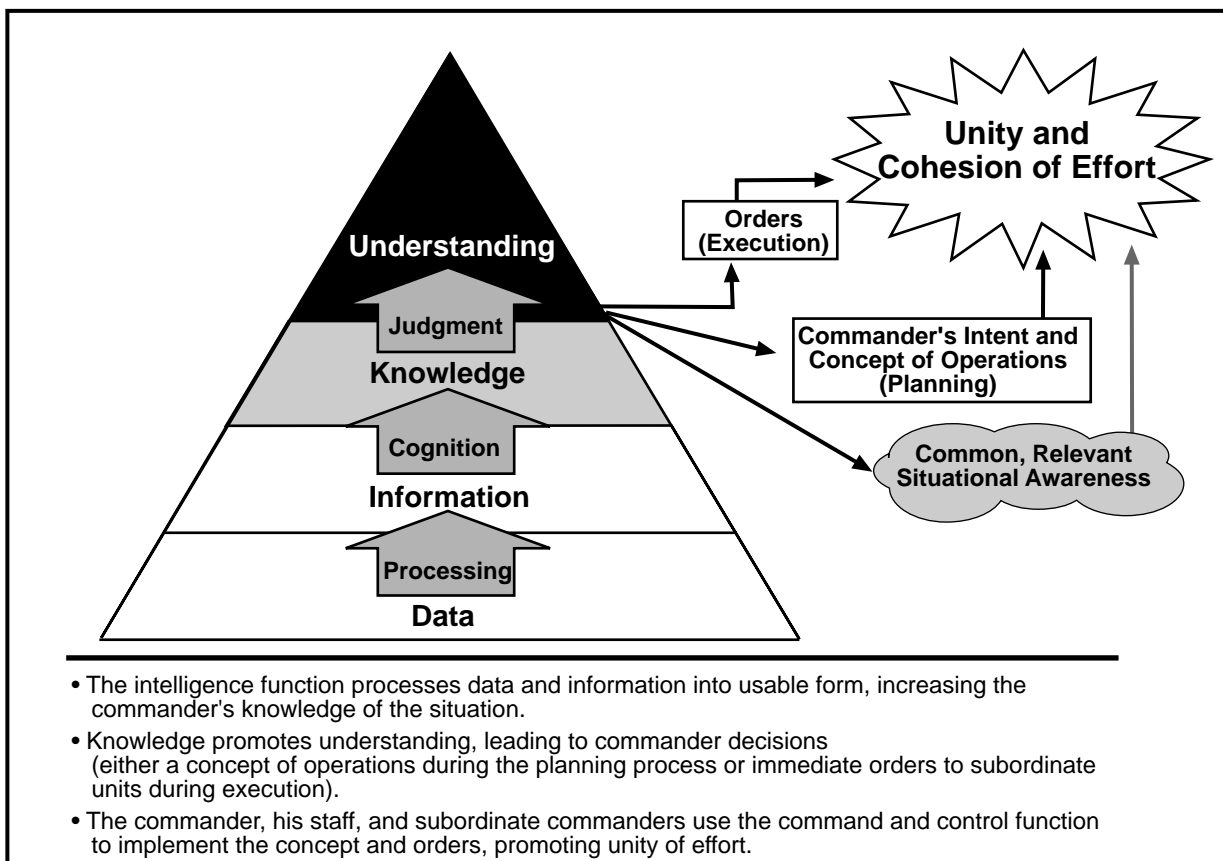 Unity and
Cohesion of Effort
Orders
(Execution)
Understanding
Judgment
Commander's Intent and
Concept of Operations
(Planning)
Knowledge
Cognition
Common, Relevant
Situational Awareness
Information
Processing
Data
• The intelligence function processes data and information into usable form, increasing the
commander's knowledge of the situation.
• Knowledge promotes understanding, leading to commander decisions
(either a concept of operations during the planning process or immediate orders to subordinate
units during execution).
• The commander, his staff, and subordinate commanders use the command and control function
to implement the concept and orders, promoting unity of effort.